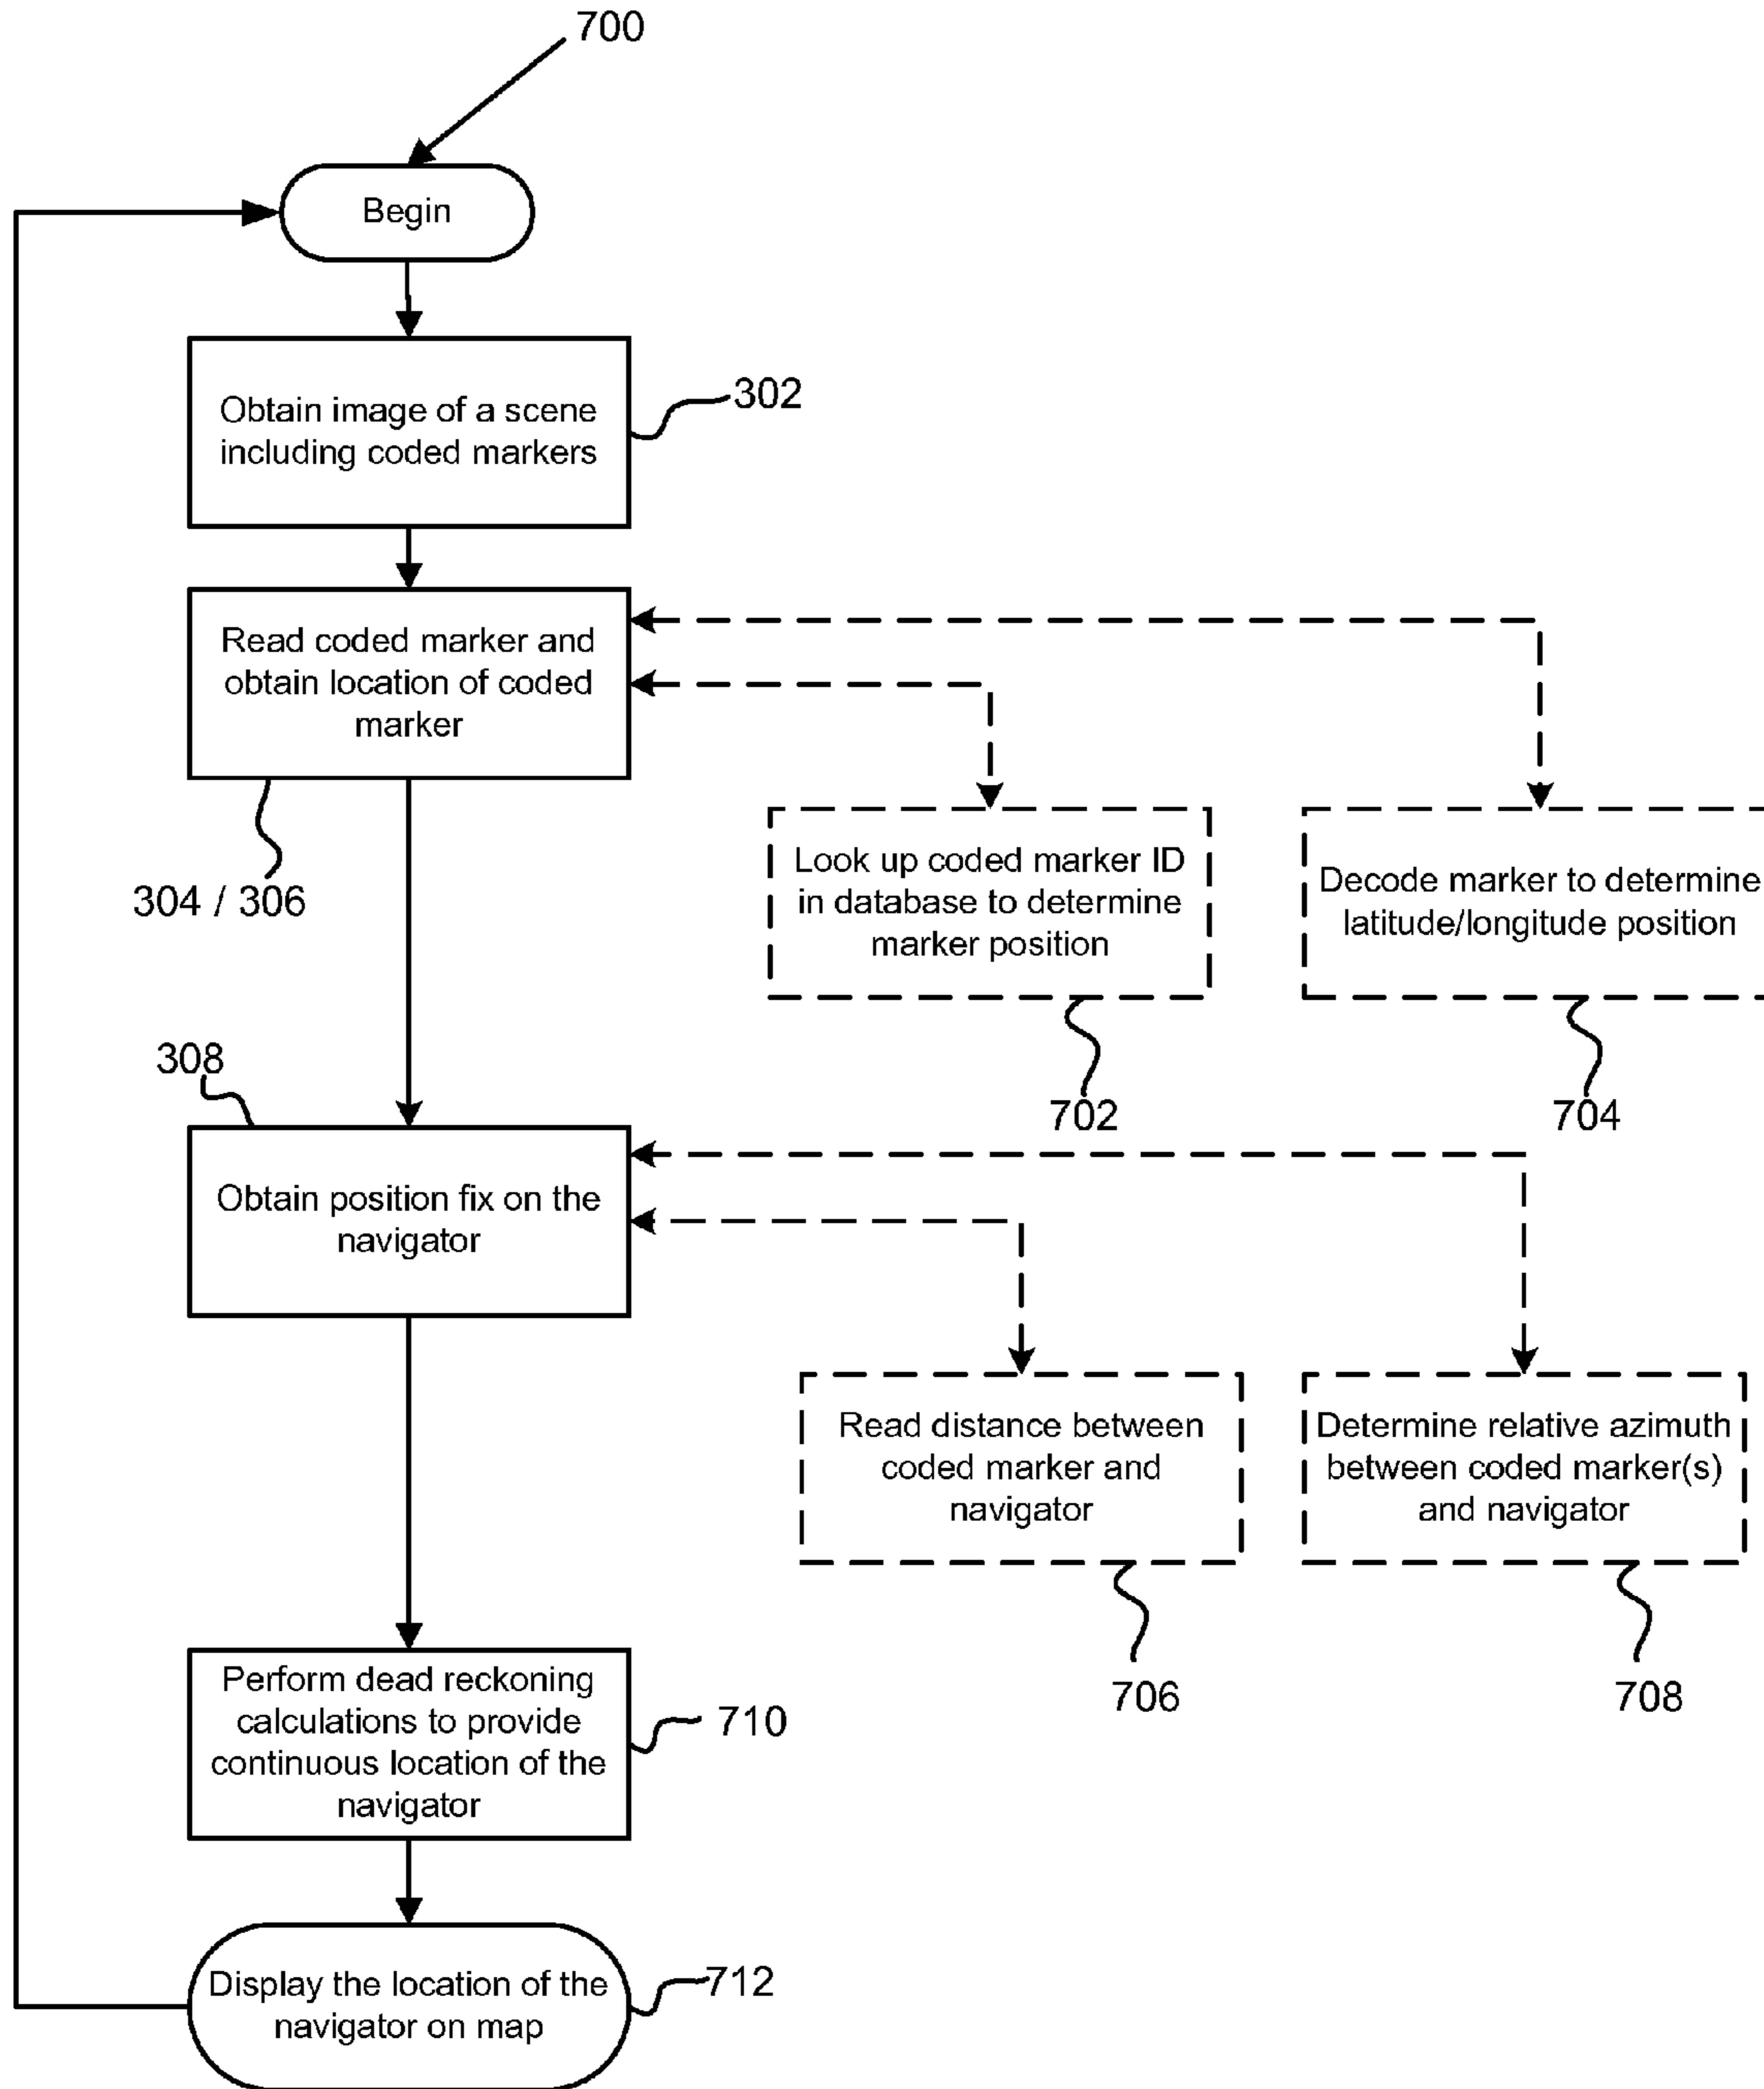 700
Begin
Obtain image of a scene
including coded markers
302
Read coded marker and
obtain location of coded
marker
304 / 306
Look up coded marker ID
in database to determine
marker position
702
Decode marker to determine
latitude/longitude position
704
308
Obtain position fix on the
navigator
Read distance between
coded marker and
navigator
706
Determine relative azimuth
between coded marker(s)
and navigator
708
Perform dead reckoning
calculations to provide
continuous location of the
navigator
710
Display the location of the
navigator on map
712